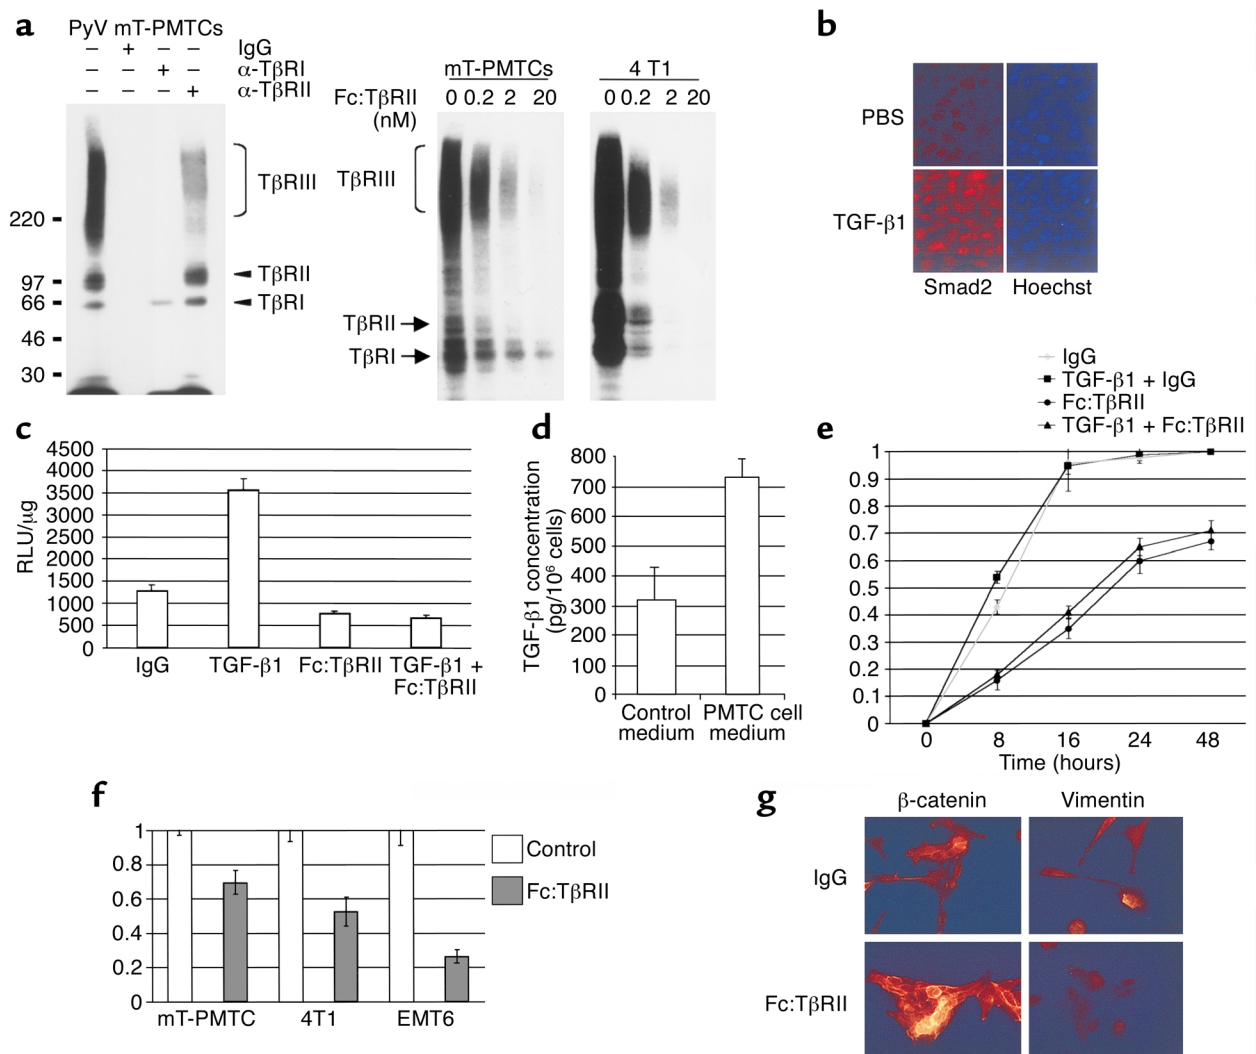 a
PyV mT-PMTCs
– + – – IgG
– – + – α-TβRI
– – – + α-TβRII
TβRIII
220
97
66
46
30
TβRII
TβRI
mT-PMTCs 4 T1
Fc:TβRII 0 0.2 2 20 0 0.2 2 20
(nM)
TβRIII
TβRII
TβRI
b
PBS
TGF-β1
Smad2 Hoechst
c
RLU/μg
4500
4000
3500
3000
2500
2000
1500
1000
500
0
IgG TGF-β1 Fc:TβRII TGF-β1 +
Fc:TβRII
d
TGF-β1 concentration
(pg/10⁶ cells)
800
700
600
500
400
300
200
100
0
Control PMTC cell
medium medium
e
IgG
TGF-β1 + IgG
Fc:TβRII
TGF-β1 + Fc:TβRII
1
0.9
0.8
0.7
0.6
0.5
0.4
0.3
0.2
0.1
0
0 8 16 24 48
Time (hours)
f
1
0.8
0.6
0.4
0.2
0
mT-PMTC 4T1 EMT6
Control
Fc:TβRII
g
β-catenin Vimentin
IgG
Fc:TβRII